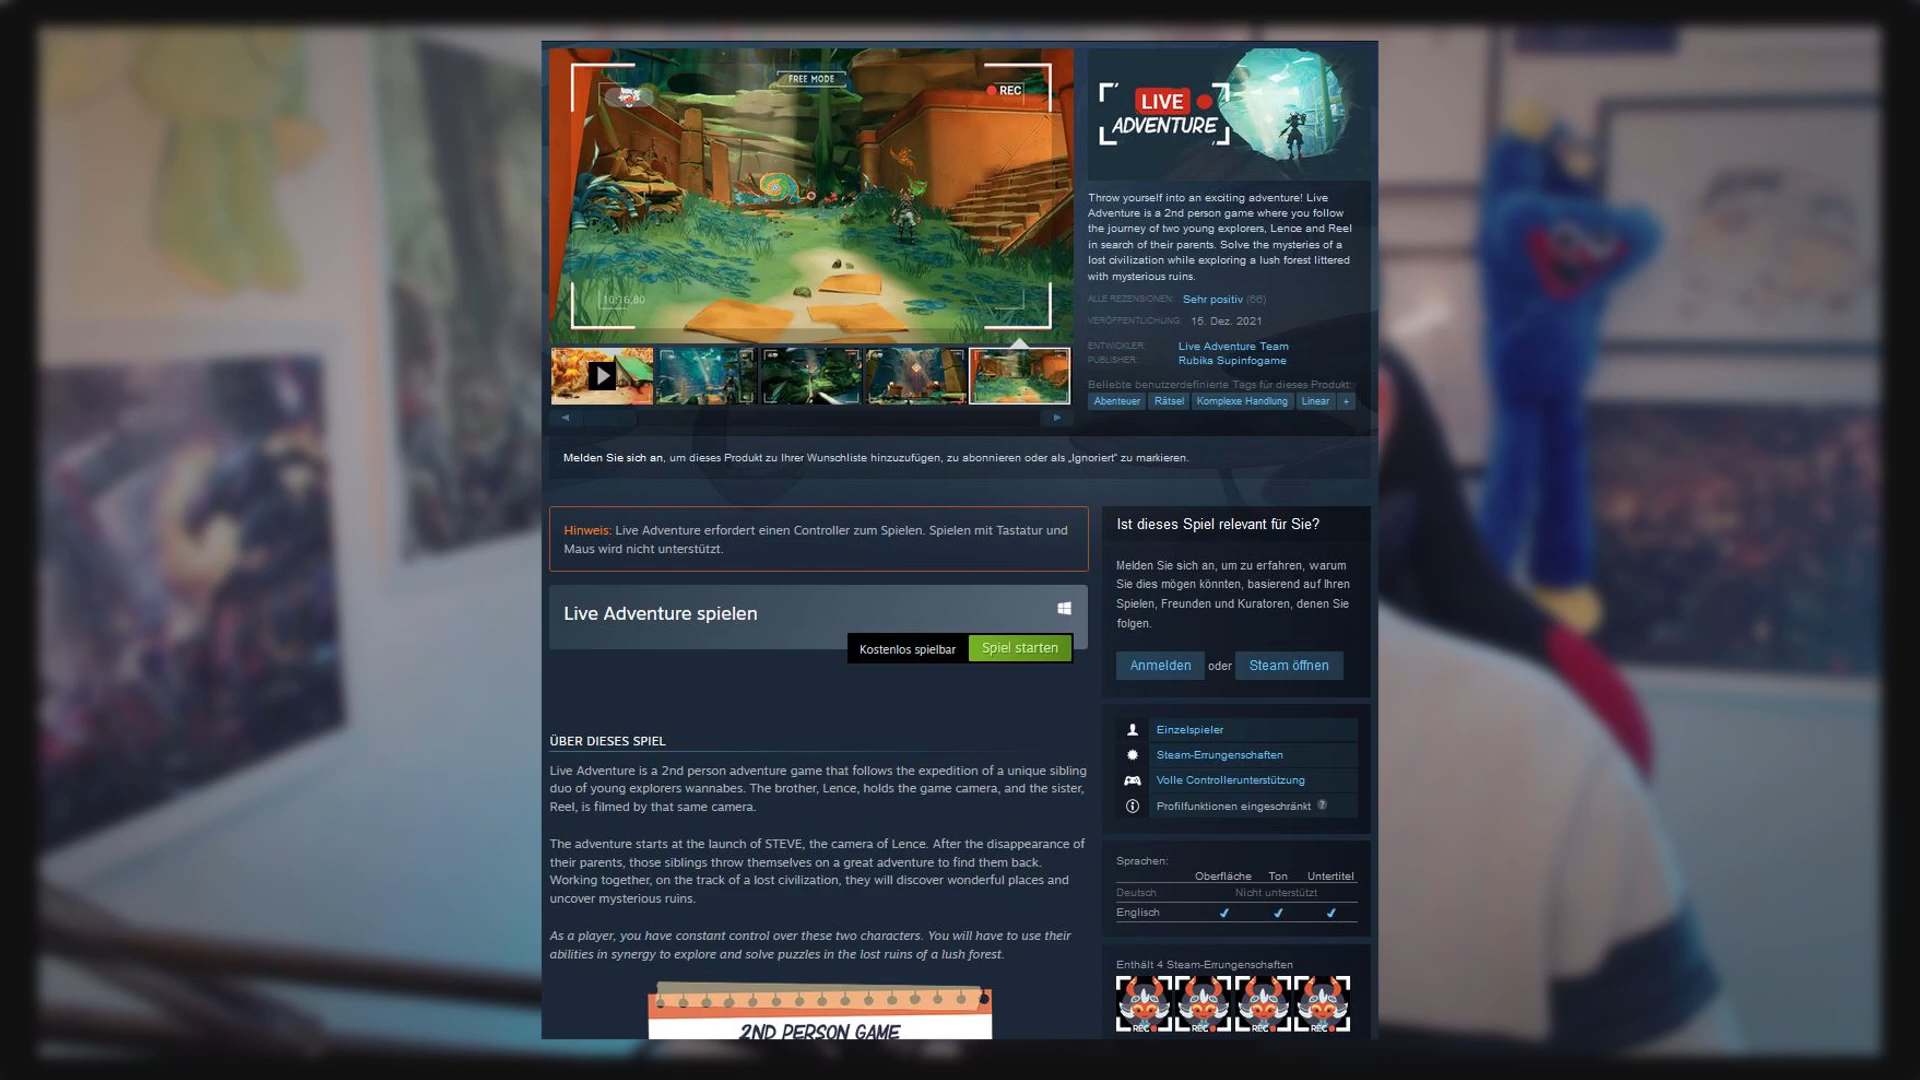 FREE MODE
REC
10:16:80
LIVE
ADVENTURE
Throw yourself into an exciting adventure! Live
Adventure is a 2nd person game where you follow
the journey of two young explorers, Lence and Reel
in search of their parents. Solve the mysteries of a
lost civilization while exploring a lush forest littered
with mysterious ruins.
ALLE REZENSIONEN: Sehr positiv (66)
VERÖFFENTLICHUNG: 15. Dez. 2021
ENTWICKLER: Live Adventure Team
PUBLISHER: Rubika Supinfogame
Beliebte benutzerdefinierte Tags für dieses Produkt:
Abenteuer Rätsel Komplexe Handlung Linear +
Melden Sie sich an, um dieses Produkt zu Ihrer Wunschliste hinzuzufügen, zu abonnieren oder als „Ignoriert“ zu markieren.
Hinweis: Live Adventure erfordert einen Controller zum Spielen. Spielen mit Tastatur und
Maus wird nicht unterstützt.
Live Adventure spielen
Kostenlos spielbar Spiel starten
ÜBER DIESES SPIEL
Live Adventure is a 2nd person adventure game that follows the expedition of a unique sibling
duo of young explorers wannabes. The brother, Lence, holds the game camera, and the sister,
Reel, is filmed by that same camera.
The adventure starts at the launch of STEVE, the camera of Lence. After the disappearance of
their parents, those siblings throw themselves on a great adventure to find them back.
Working together, on the track of a lost civilization, they will discover wonderful places and
uncover mysterious ruins.
As a player, you have constant control over these two characters. You will have to use their
abilities in synergy to explore and solve puzzles in the lost ruins of a lush forest.
2ND PERSON GAME
Ist dieses Spiel relevant für Sie?
Melden Sie sich an, um zu erfahren, warum
Sie dies mögen könnten, basierend auf Ihren
Spielen, Freunden und Kuratoren, denen Sie
folgen.
Anmelden oder Steam öffnen
Einzelspieler
Steam-Errungenschaften
Volle Controllerunterstützung
Profilfunktionen eingeschränkt ?
Sprachen:
Oberfläche Ton Untertitel
Deutsch Nicht unterstützt
Englisch ✔ ✔ ✔
Enthält 4 Steam-Errungenschaften
REC REC REC REC